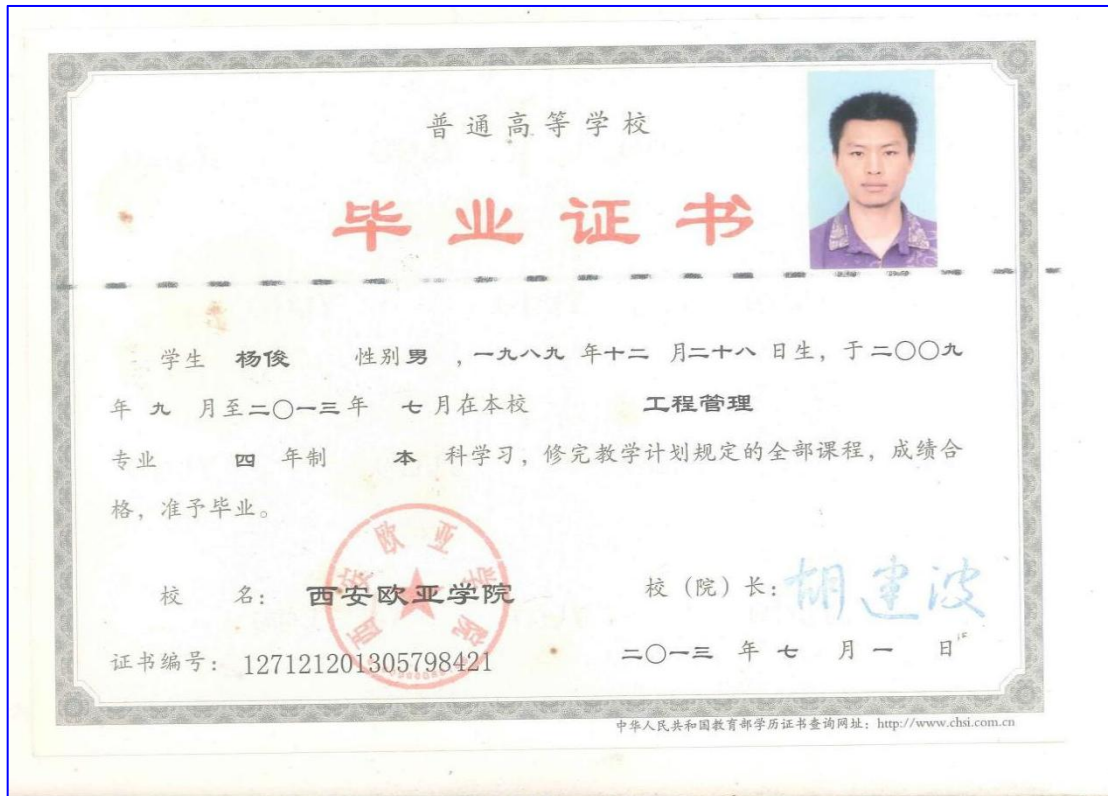 普通高等学校
毕业证书
学生 杨俊 性别 男 ，一九八九 年十二 月二十八 日生，于二〇〇九
年 九 月至二〇一三年 七月在本校 工程管理
专业 四 年制 本 科学习，修完教学计划规定的全部课程，成绩合
格，准予毕业。
西安欧亚学院
校 名： 西安欧亚学院
校（院）长：胡建波
证书编号： 127121201305798421
二〇一三 年 七 月 一 日
中华人民共和国教育部学历证书查询网址：http://www.chsi.com.cn